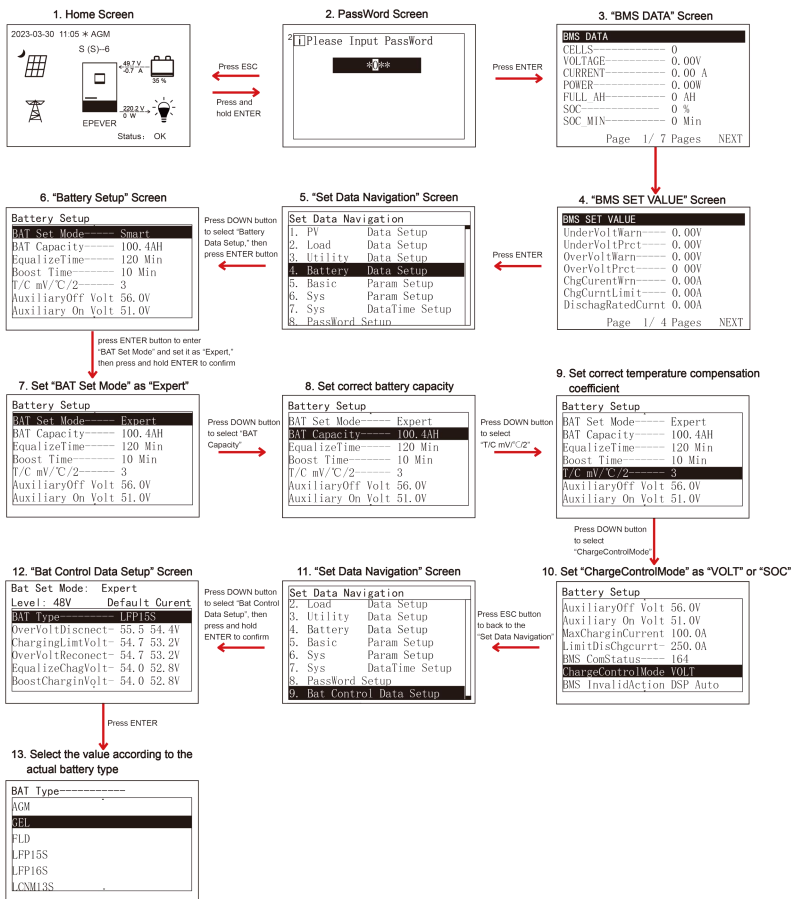 1. Home Screen
2023-03-30 11:05 ☀ AGM
S (S)–6
49.7 V
-0.7 A
35 %
220.2 V
0 W
EPEVER
Status: OK
Press ESC
Press and
hold ENTER
2. PassWord Screen
2 i Please Input PassWord
*0**
Press ENTER
3. “BMS DATA” Screen
BMS DATA
CELLS------------ 0
VOLTAGE---------- 0.00V
CURRENT---------- 0.00 A
POWER------------ 0.00W
FULL_AH---------- 0 AH
SOC-------------- 0 %
SOC_MIN---------- 0 Min
Page 1/ 7 Pages NEXT
4. “BMS SET VALUE” Screen
BMS SET VALUE
UnderVoltWarn---- 0.00V
UnderVoltPrct---- 0.00V
OverVoltWarn----- 0.00V
OverVoltPrct----- 0.00V
ChgCurentWrn----- 0.00A
ChgCurntLimit---- 0.00A
DischagRatedCurnt 0.00A
Page 1/ 4 Pages NEXT
Press ENTER
5. “Set Data Navigation” Screen
Set Data Navigation
1. PV Data Setup
2. Load Data Setup
3. Utility Data Setup
4. Battery Data Setup
5. Basic Param Setup
6. Sys Param Setup
7. Sys DataTime Setup
8. PassWord Setup
Press DOWN button
to select “Battery
Data Setup,” then
press ENTER button
6. “Battery Setup” Screen
Battery Setup
BAT Set Mode----- Smart
BAT Capacity----- 100.4AH
EqualizeTime----- 120 Min
Boost Time------- 10 Min
T/C mV/℃/2------- 3
AuxiliaryOff Volt 56.0V
Auxiliary On Volt 51.0V
press ENTER button to enter
“BAT Set Mode” and set it as “Expert,”
then press and hold ENTER to confirm
7. Set “BAT Set Mode” as “Expert”
Battery Setup
BAT Set Mode----- Expert
BAT Capacity----- 100.4AH
EqualizeTime----- 120 Min
Boost Time------- 10 Min
T/C mV/℃/2------- 3
AuxiliaryOff Volt 56.0V
Auxiliary On Volt 51.0V
Press DOWN button
to select “BAT
Capacity”
8. Set correct battery capacity
Battery Setup
BAT Set Mode----- Expert
BAT Capacity----- 100.4AH
EqualizeTime----- 120 Min
Boost Time------- 10 Min
T/C mV/℃/2------- 3
AuxiliaryOff Volt 56.0V
Auxiliary On Volt 51.0V
Press DOWN button
to select
“T/C mV/℃/2”
9. Set correct temperature compensation
coefficient
Battery Setup
BAT Set Mode----- Expert
BAT Capacity----- 100.4AH
EqualizeTime----- 120 Min
Boost Time------- 10 Min
T/C mV/℃/2------- 3
AuxiliaryOff Volt 56.0V
Auxiliary On Volt 51.0V
Press DOWN button
to select
“ChargeControlMode”
10. Set “ChargeControlMode” as “VOLT” or “SOC”
Battery Setup
AuxiliaryOff Volt 56.0V
Auxiliary On Volt 51.0V
MaxCharginCurrent 100.0A
LimitDisChgcurrt- 250.0A
BMS ComStatus---- 164
ChargeControlMode VOLT
BMS InvalidAction DSP Auto
Press ESC button
to back to the
“Set Data Navigation”
11. “Set Data Navigation” Screen
Set Data Navigation
2. Load Data Setup
3. Utility Data Setup
4. Battery Data Setup
5. Basic Param Setup
6. Sys Param Setup
7. Sys DataTime Setup
8. PassWord Setup
9. Bat Control Data Setup
Press DOWN button
to select “Bat Control
Data Setup”, then
press and hold
ENTER to confirm
12. “Bat Control Data Setup” Screen
Bat Set Mode: Expert
Level: 48V Default Curent
BAT Type--------- LFP15S
OverVoltDiscnect- 55.5 54.4V
ChargingLimtVolt- 54.7 53.2V
OverVoltReconect- 54.7 53.2V
EqualizeChagVolt- 54.0 52.8V
BoostCharginVolt- 54.0 52.8V
Press ENTER
13. Select the value according to the
actual battery type
BAT Type-----------
AGM
GEL
FLD
LFP15S
LFP16S
LCNM13S